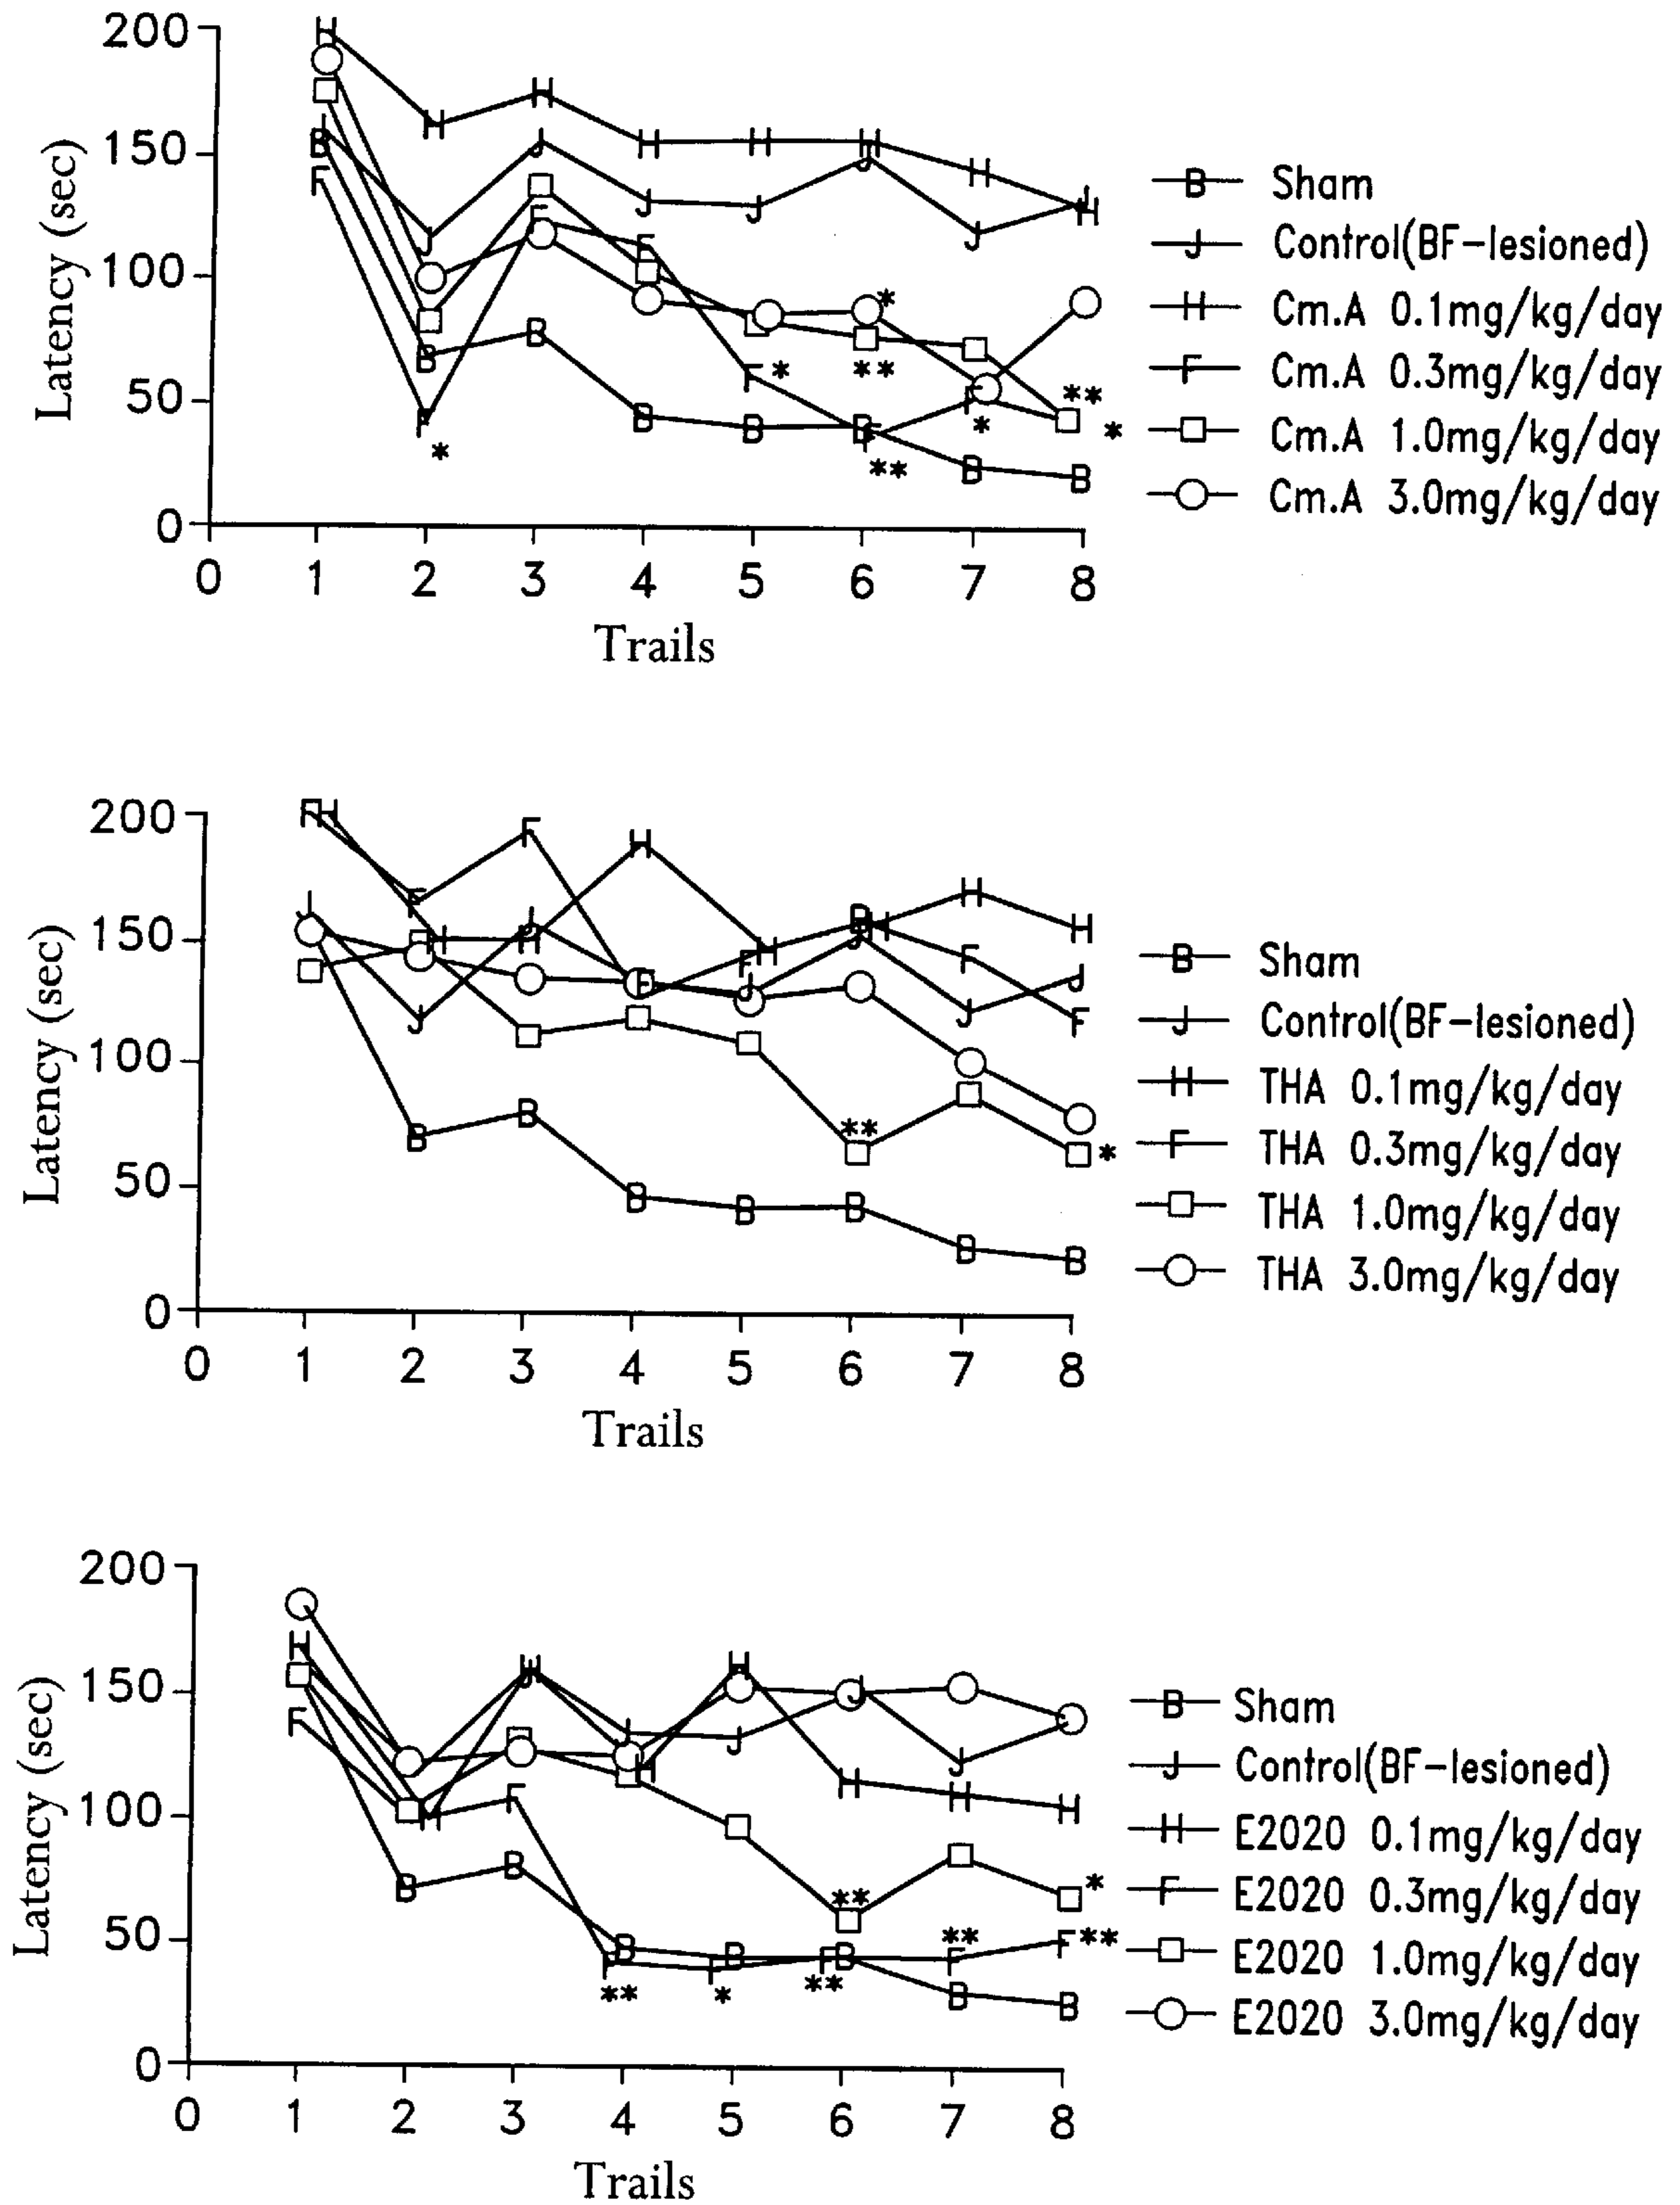 200
150
100
50
0
Latency (sec)
0 1 2 3 4 5 6 7 8
Trails
* * ** ** * * ** *
B Sham
J Control(BF-lesioned)
H Cm.A 0.1mg/kg/day
F Cm.A 0.3mg/kg/day
Cm.A 1.0mg/kg/day
Cm.A 3.0mg/kg/day
200
150
100
50
0
Latency (sec)
0 1 2 3 4 5 6 7 8
Trails
** *
B Sham
J Control(BF-lesioned)
H THA 0.1mg/kg/day
F THA 0.3mg/kg/day
THA 1.0mg/kg/day
THA 3.0mg/kg/day
200
150
100
50
0
Latency (sec)
0 1 2 3 4 5 6 7 8
Trails
** * ** ** ** ** *
B Sham
J Control(BF-lesioned)
H E2020 0.1mg/kg/day
F E2020 0.3mg/kg/day
E2020 1.0mg/kg/day
E2020 3.0mg/kg/day